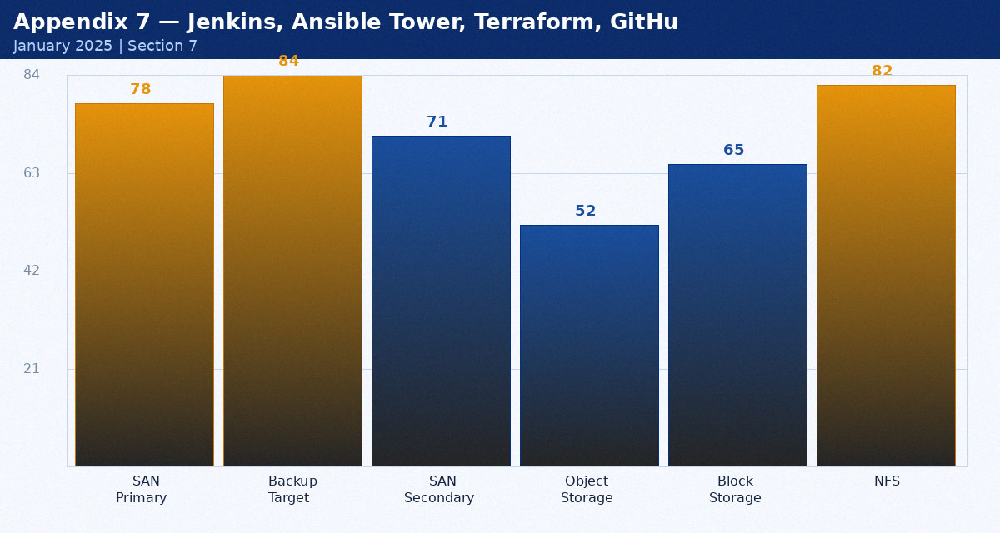 Appendix 7 — Jenkins, Ansible Tower, Terraform, GitHu
January 2025 | Section 7
84
63
42
21
78
84
71
52
65
82
SAN
Primary
Backup
Target
SAN
Secondary
Object
Storage
Block
Storage
NFS